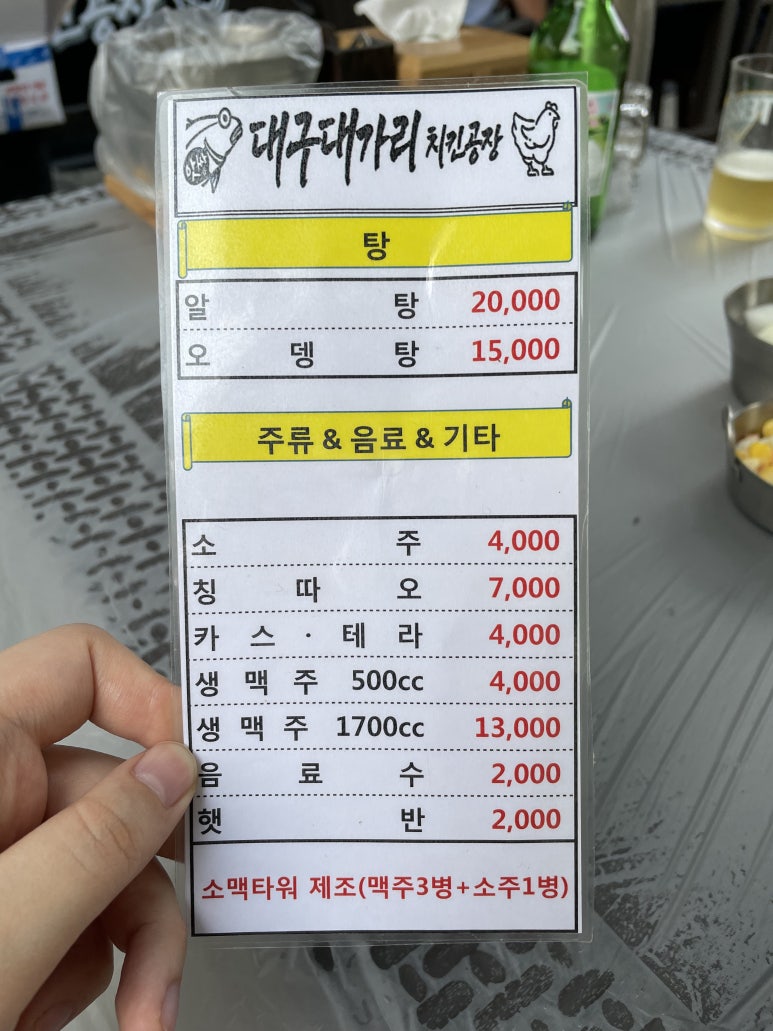 대구대가리 치킨공장
탕
알탕 20,000
오뎅탕 15,000
주류 & 음료 & 기타
소주 4,000
칭따오 7,000
카스 · 테라 4,000
생맥주 500cc 4,000
생맥주 1700cc 13,000
음료수 2,000
햇반 2,000
소맥타워 제조(맥주3병+소주1병)